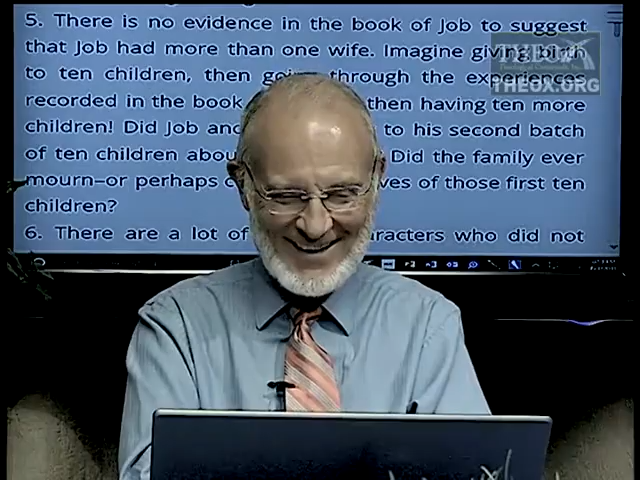 5. There is no evidence in the book of Job to suggest
that Job had more than one wife. Imagine giving birth
to ten children, then going through the experiences
recorded in the book then having ten more
children! Did Job and to his second batch
of ten children abou Did the family ever
mourn—or perhaps c ves of those first ten
children?
6. There are a lot of racters who did not
THEOX
THEOX.ORG